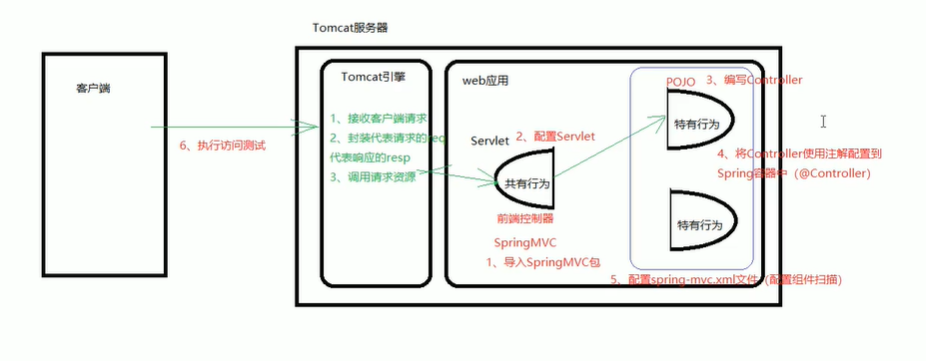 Tomcat服务器
客户端
Tomcat引擎
1、接收客户端请求
2、封装代表请求的req
代表响应的resp
3、调用请求资源
6、执行访问测试
web应用
Servlet
2、配置Servlet
共有行为
前端控制器
SpringMVC
1、导入SpringMVC包
POJO
3、编写Controller
特有行为
4、将Controller使用注解配置到
Spring容器中（@Controller）
特有行为
5、配置spring-mvc.xml文件（配置组件扫描）